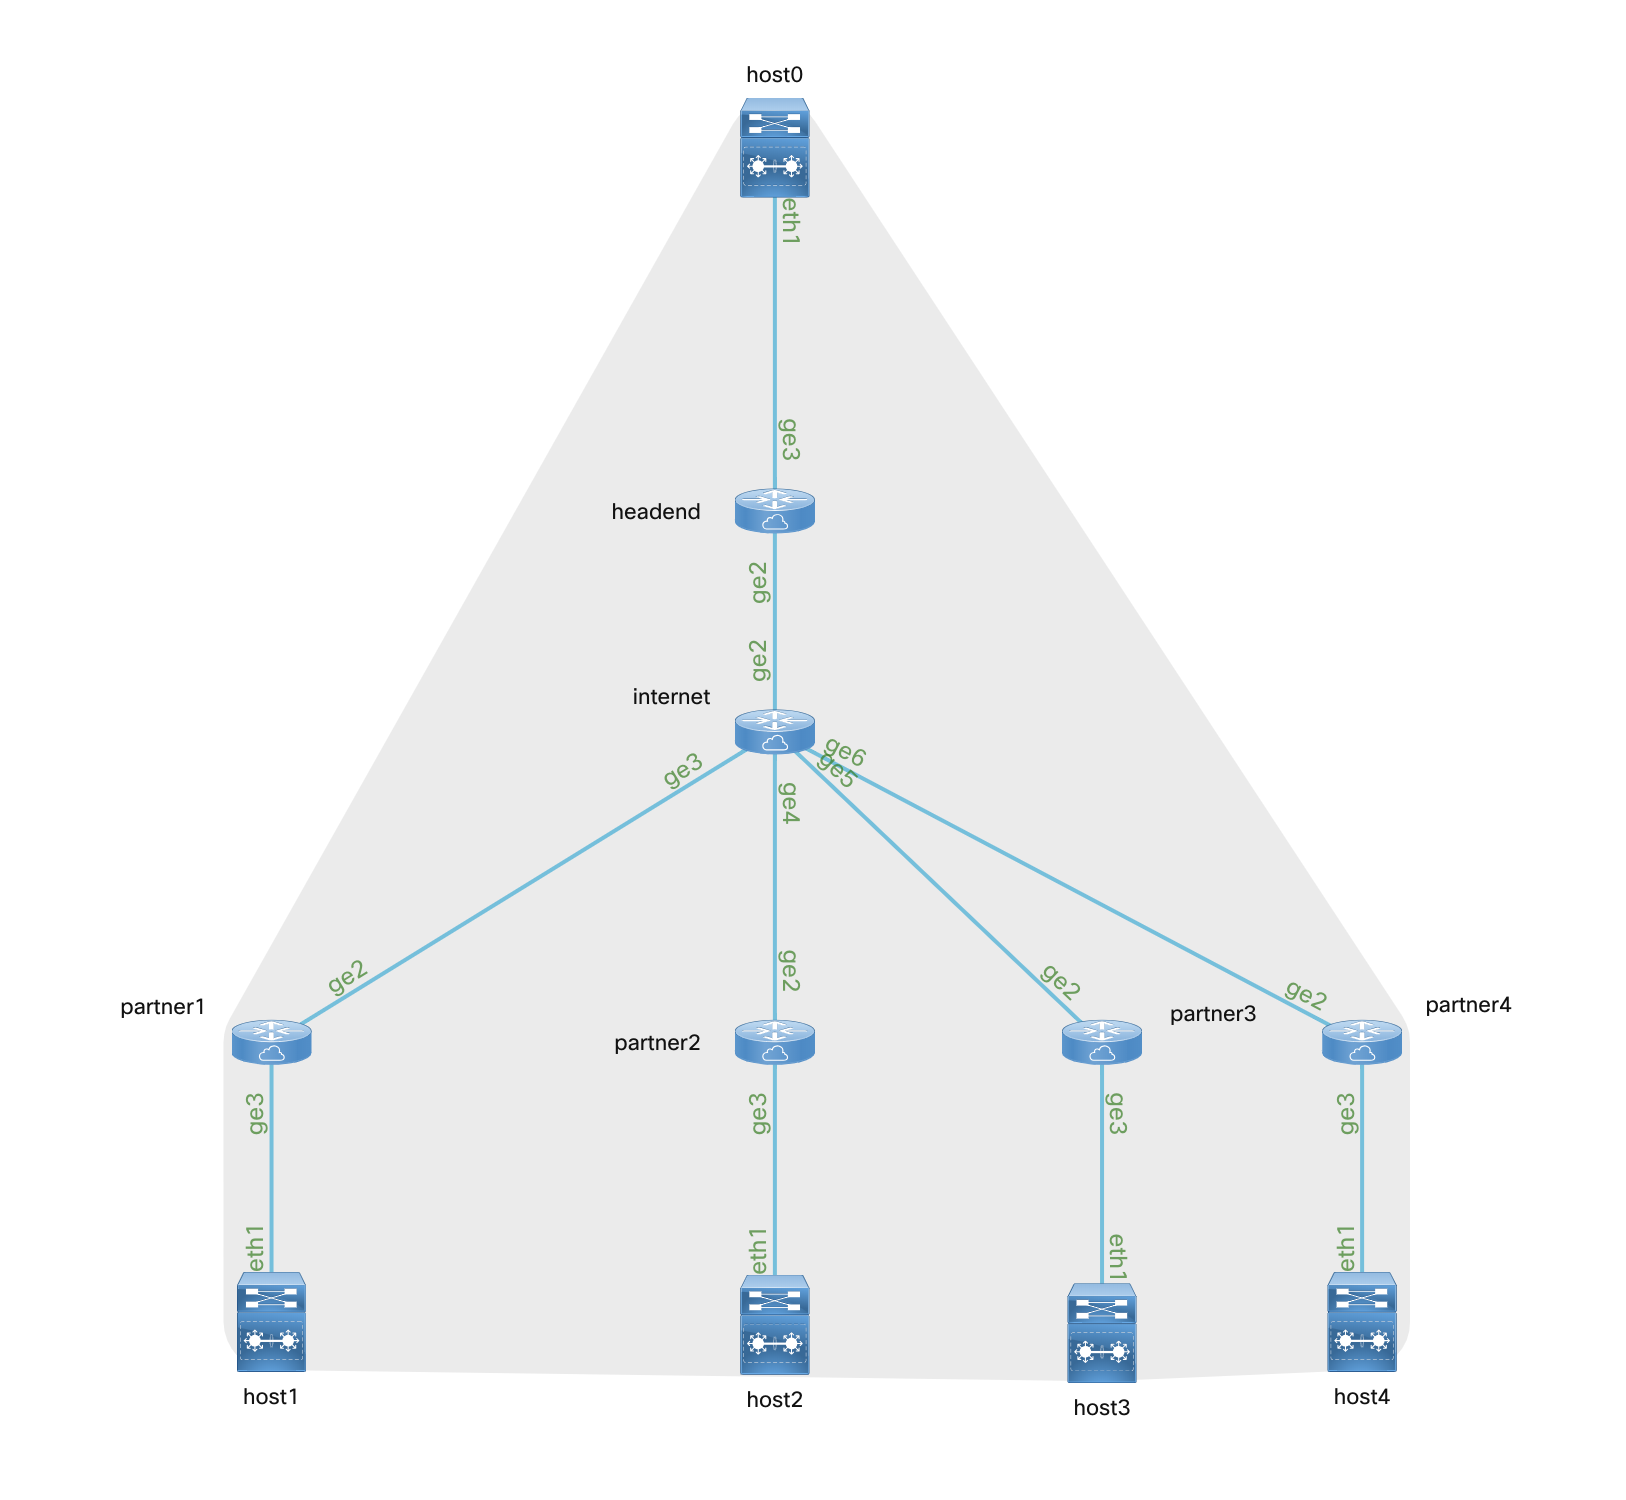 host0
eth1
ge3
headend
ge2
ge2
internet
ge3
ge4
ge6
ge5
ge2
ge2
ge2
ge2
partner1
partner2
partner3
partner4
ge3
ge3
ge3
ge3
eth1
eth1
eth1
eth1
host1
host2
host3
host4